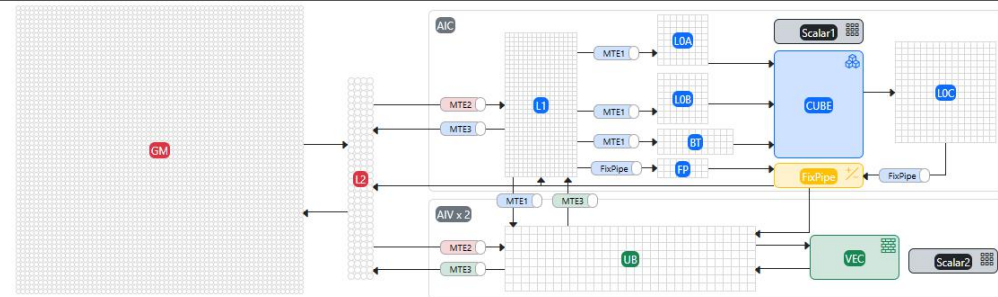 AIC
Scalar1
L0A
MTE1
L1
L0C
MTE2
L0B
CUBE
MTE1
MTE3
MTE1
BT
GM
FixPipe
FP
FixPipe
FixPipe
L2
MTE1
MTE3
AIV x 2
MTE2
UB
VEC
Scalar2
MTE3